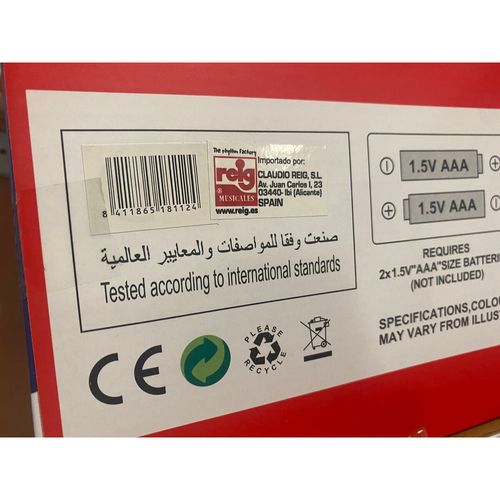 8 411865 181124
The rhythm Factory
reig
®
MUSICALES
www.reig.es
Importado por:
CLAUDIO REIG, S.L
Av. Juan Carlos I, 23
03440- Ibi (Alicante)
SPAIN
صنعت وفقا للمواصفات والمعايير العالمية
Tested according to international standards
CE
PLEASE
RECYCLE
1.5V AAA
1.5V AAA
REQUIRES
2x1.5V"AAA"SIZE BATTERI
(NOT INCLUDED)
SPECIFICATIONS,COLOU
MAY VARY FROM ILLUST